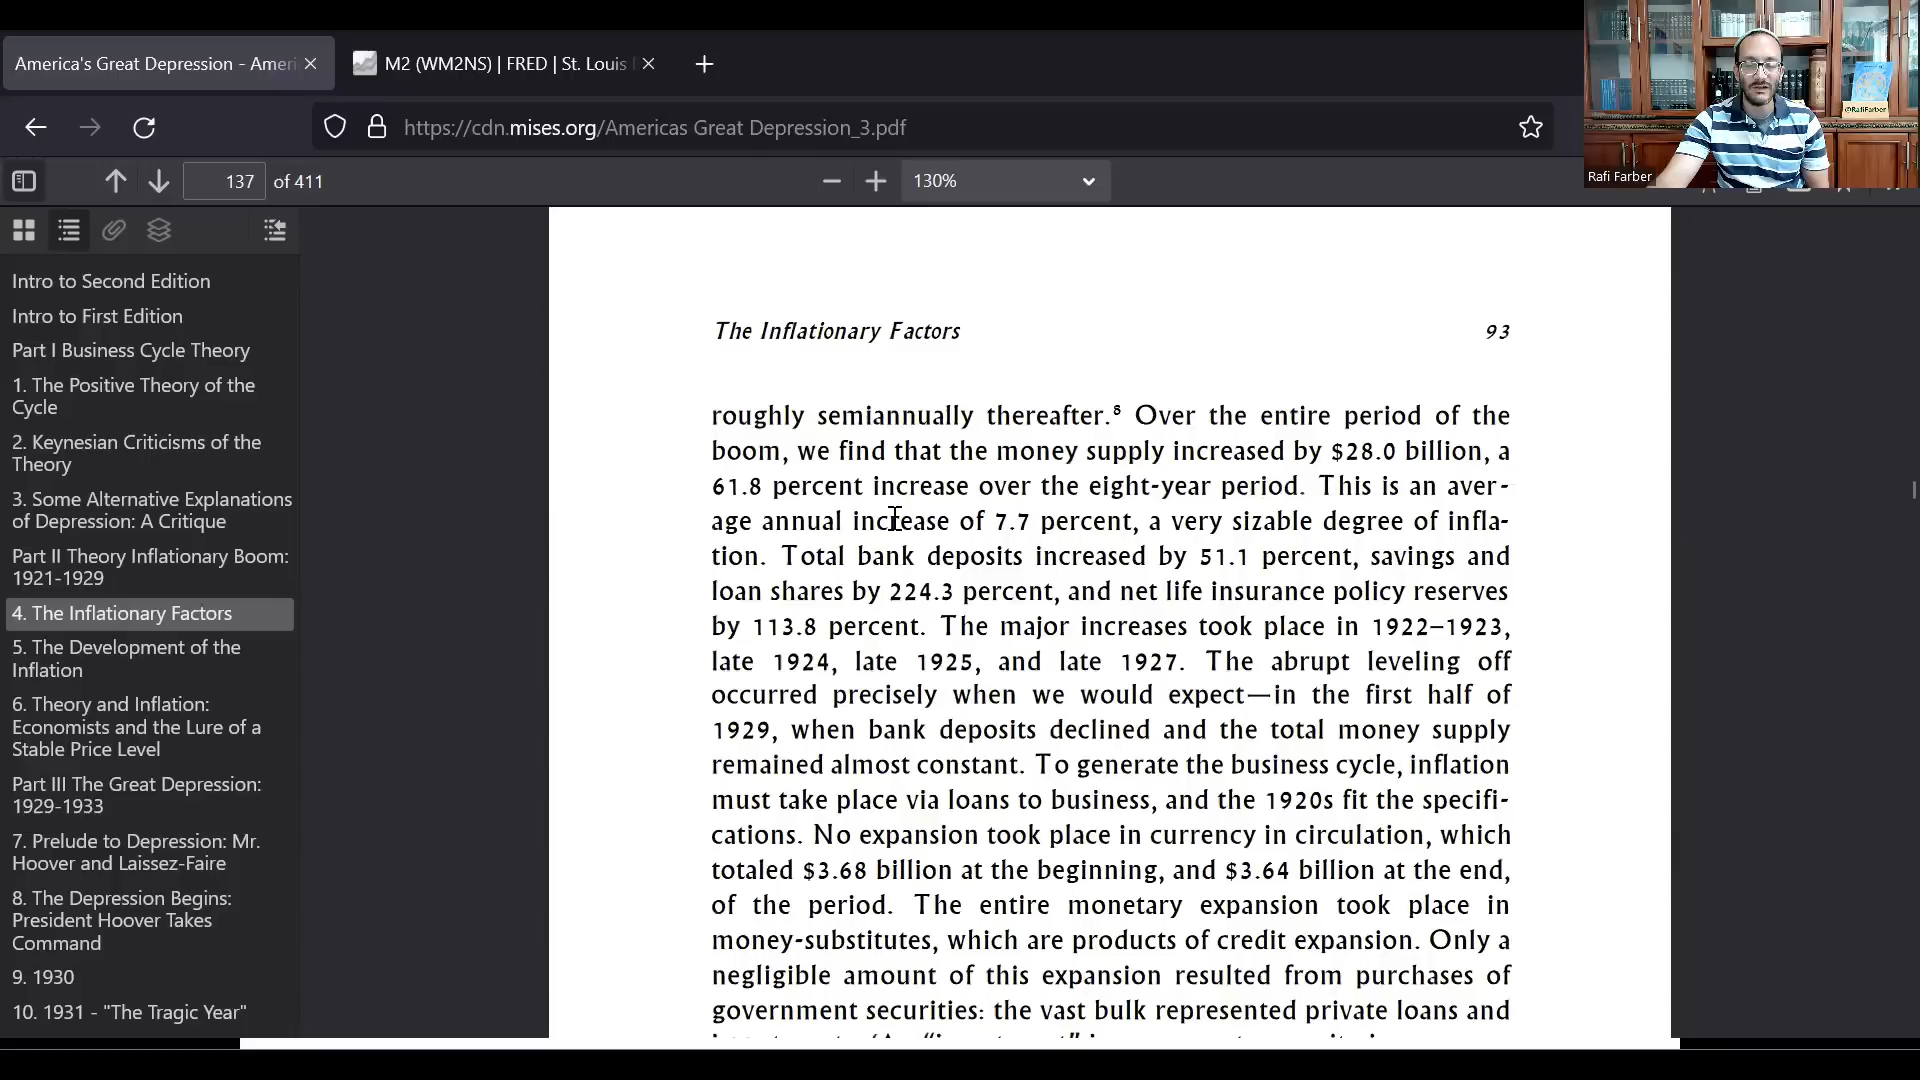 America's Great Depression - Ameri
M2 (WM2NS) | FRED | St. Louis
https://cdn.mises.org/Americas Great Depression_3.pdf
@RafiFarber
Rafi Farber
137 of 411
130%
Intro to Second Edition
Intro to First Edition
Part I Business Cycle Theory
1. The Positive Theory of the
Cycle
2. Keynesian Criticisms of the
Theory
3. Some Alternative Explanations
of Depression: A Critique
Part II Theory Inflationary Boom:
1921-1929
4. The Inflationary Factors
5. The Development of the
Inflation
6. Theory and Inflation:
Economists and the Lure of a
Stable Price Level
Part III The Great Depression:
1929-1933
7. Prelude to Depression: Mr.
Hoover and Laissez-Faire
8. The Depression Begins:
President Hoover Takes
Command
9. 1930
10. 1931 - "The Tragic Year"
The Inflationary Factors 93
roughly semiannually thereafter.⁸ Over the entire period of the
boom, we find that the money supply increased by $28.0 billion, a
61.8 percent increase over the eight-year period. This is an aver-
age annual increase of 7.7 percent, a very sizable degree of infla-
tion. Total bank deposits increased by 51.1 percent, savings and
loan shares by 224.3 percent, and net life insurance policy reserves
by 113.8 percent. The major increases took place in 1922–1923,
late 1924, late 1925, and late 1927. The abrupt leveling off
occurred precisely when we would expect—in the first half of
1929, when bank deposits declined and the total money supply
remained almost constant. To generate the business cycle, inflation
must take place via loans to business, and the 1920s fit the specifi-
cations. No expansion took place in currency in circulation, which
totaled $3.68 billion at the beginning, and $3.64 billion at the end,
of the period. The entire monetary expansion took place in
money-substitutes, which are products of credit expansion. Only a
negligible amount of this expansion resulted from purchases of
government securities: the vast bulk represented private loans and